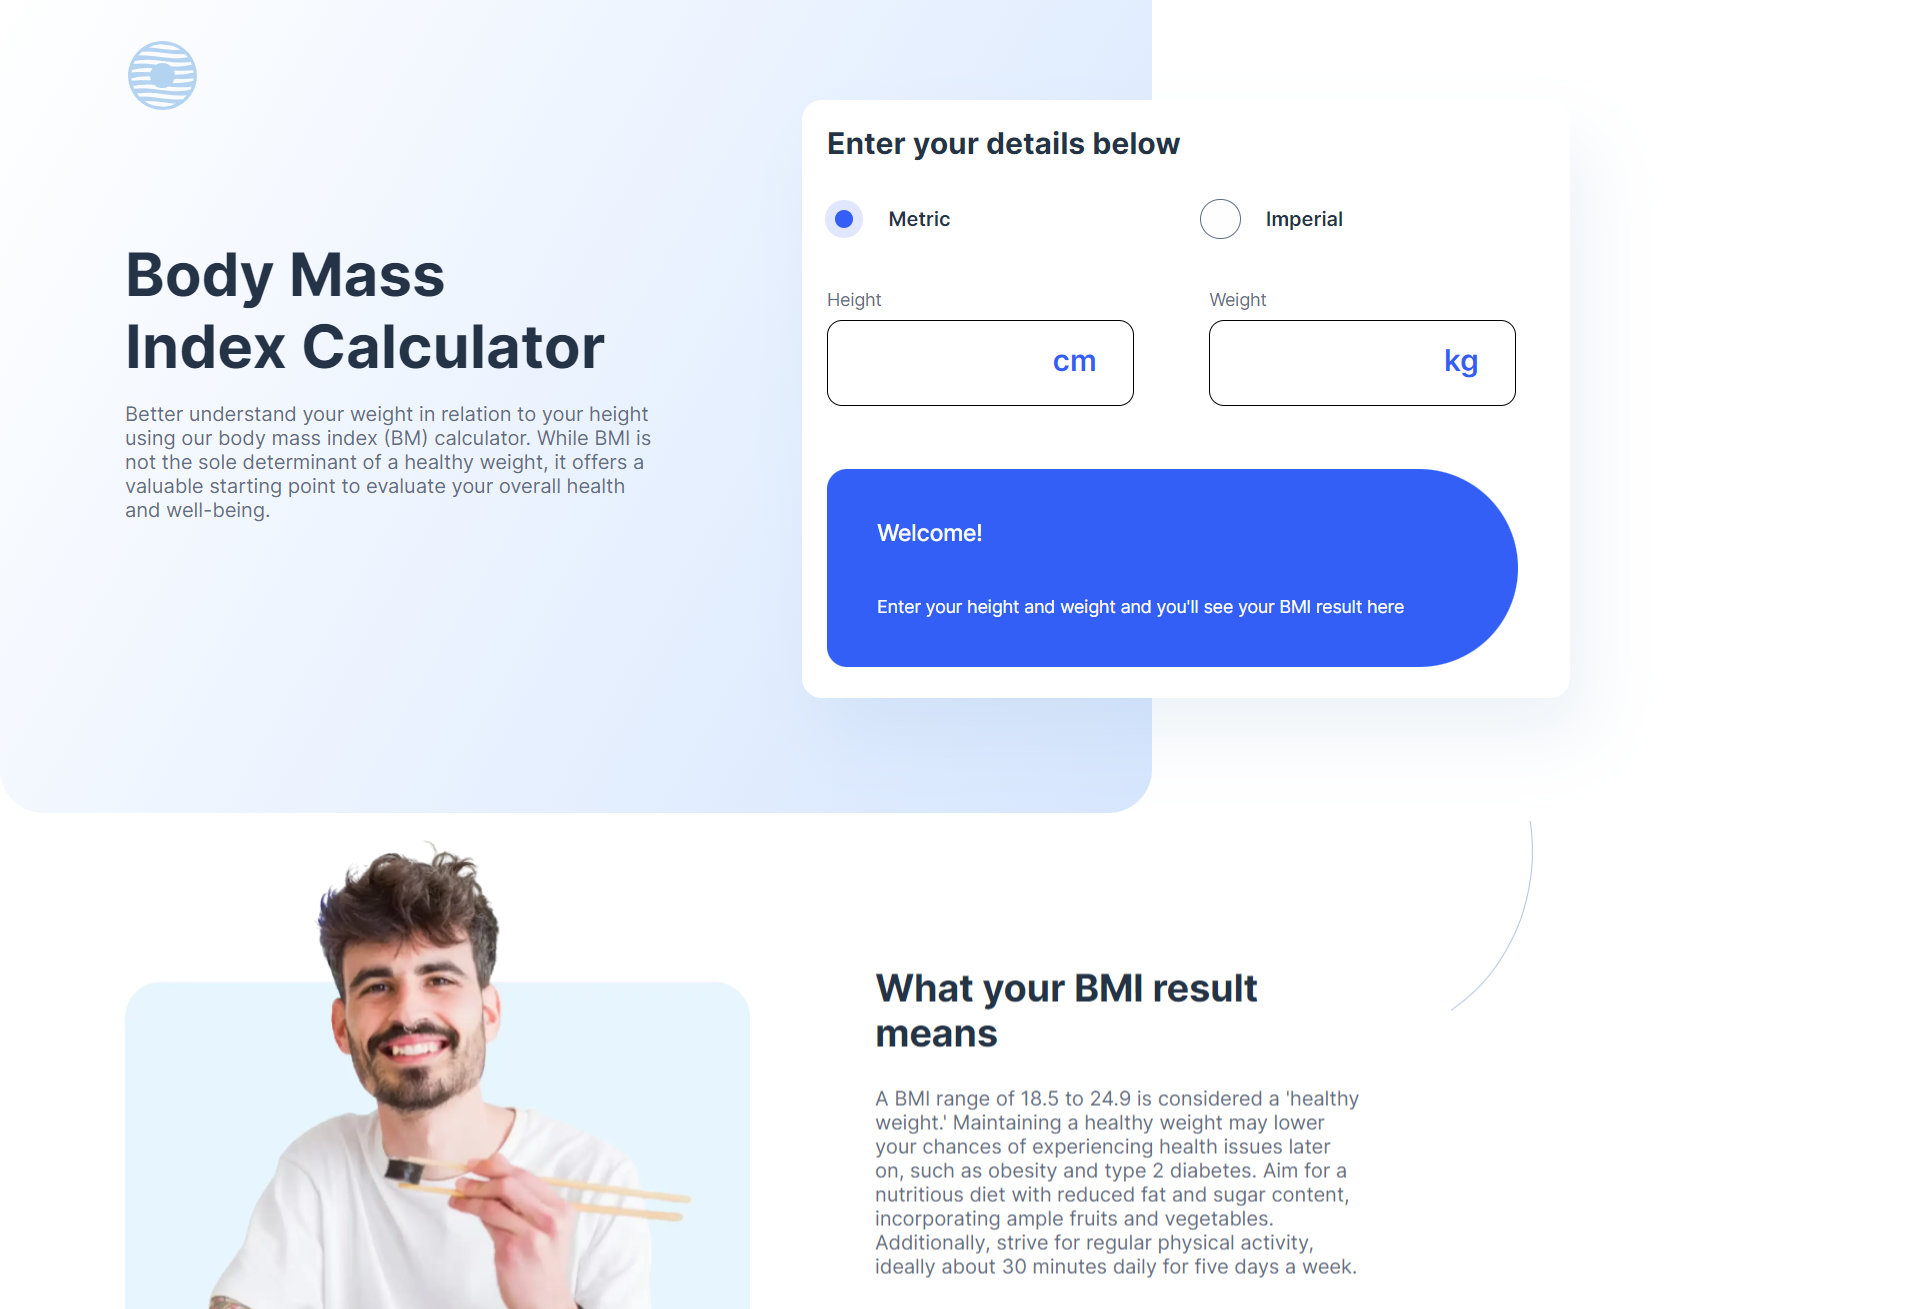 Body Mass
Index Calculator
Better understand your weight in relation to your height
using our body mass index (BM) calculator. While BMI is
not the sole determinant of a healthy weight, it offers a
valuable starting point to evaluate your overall health
and well-being.
Enter your details below
Metric
Imperial
Height
Weight
cm
kg
Welcome!
Enter your height and weight and you'll see your BMI result here
What your BMI result
means
A BMI range of 18.5 to 24.9 is considered a 'healthy
weight.' Maintaining a healthy weight may lower
your chances of experiencing health issues later
on, such as obesity and type 2 diabetes. Aim for a
nutritious diet with reduced fat and sugar content,
incorporating ample fruits and vegetables.
Additionally, strive for regular physical activity,
ideally about 30 minutes daily for five days a week.